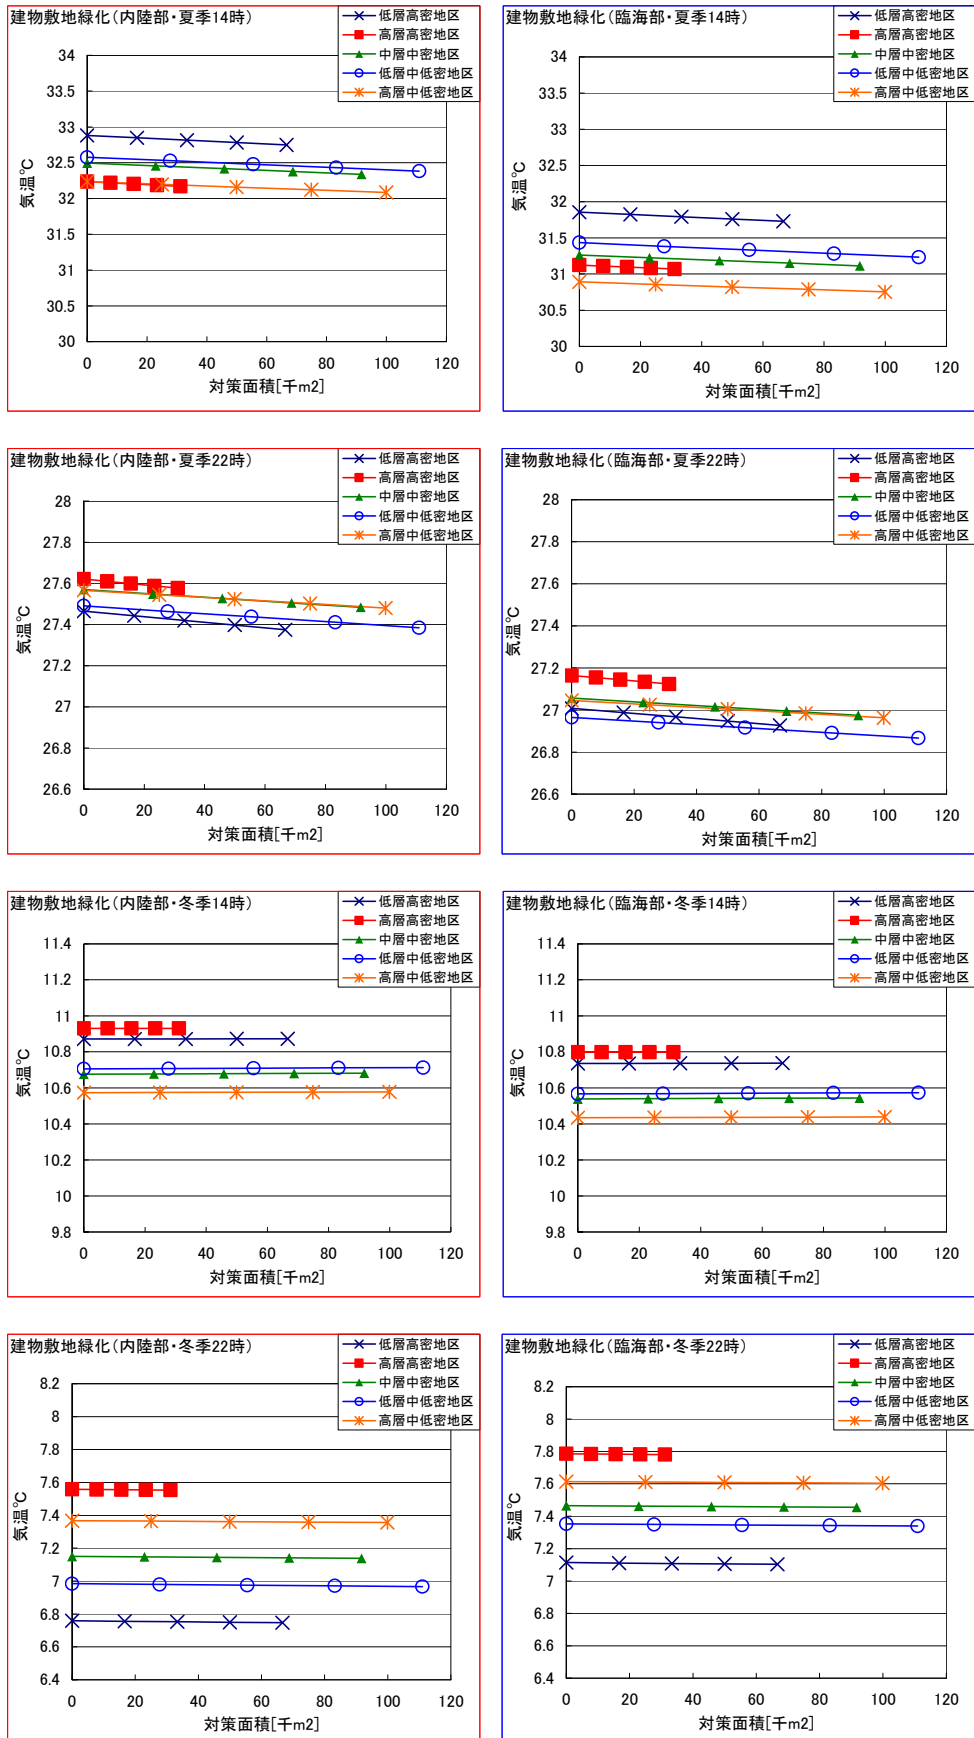 建物敷地緑化(内陸部・夏季14時)
低層高密地区
高層高密地区
中層中密地区
低層中低密地区
高層中低密地区
34
33.5
33
32.5
32
31.5
31
30.5
30
気温℃
0 20 40 60 80 100 120
対策面積[千m2]
建物敷地緑化(臨海部・夏季14時)
低層高密地区
高層高密地区
中層中密地区
低層中低密地区
高層中低密地区
34
33.5
33
32.5
32
31.5
31
30.5
30
気温℃
0 20 40 60 80 100 120
対策面積[千m2]
建物敷地緑化(内陸部・夏季22時)
低層高密地区
高層高密地区
中層中密地区
低層中低密地区
高層中低密地区
28
27.8
27.6
27.4
27.2
27
26.8
26.6
気温℃
0 20 40 60 80 100 120
対策面積[千m2]
建物敷地緑化(臨海部・夏季22時)
低層高密地区
高層高密地区
中層中密地区
低層中低密地区
高層中低密地区
28
27.8
27.6
27.4
27.2
27
26.8
26.6
気温℃
0 20 40 60 80 100 120
対策面積[千m2]
建物敷地緑化(内陸部・冬季14時)
低層高密地区
高層高密地区
中層中密地区
低層中低密地区
高層中低密地区
11.4
11.2
11
10.8
10.6
10.4
10.2
10
9.8
気温℃
0 20 40 60 80 100 120
対策面積[千m2]
建物敷地緑化(臨海部・冬季14時)
低層高密地区
高層高密地区
中層中密地区
低層中低密地区
高層中低密地区
11.4
11.2
11
10.8
10.6
10.4
10.2
10
9.8
気温℃
0 20 40 60 80 100 120
対策面積[千m2]
建物敷地緑化(内陸部・冬季22時)
低層高密地区
高層高密地区
中層中密地区
低層中低密地区
高層中低密地区
8.2
8
7.8
7.6
7.4
7.2
7
6.8
6.6
6.4
気温℃
0 20 40 60 80 100 120
対策面積[千m2]
建物敷地緑化(臨海部・冬季22時)
低層高密地区
高層高密地区
中層中密地区
低層中低密地区
高層中低密地区
8.2
8
7.8
7.6
7.4
7.2
7
6.8
6.6
6.4
気温℃
0 20 40 60 80 100 120
対策面積[千m2]